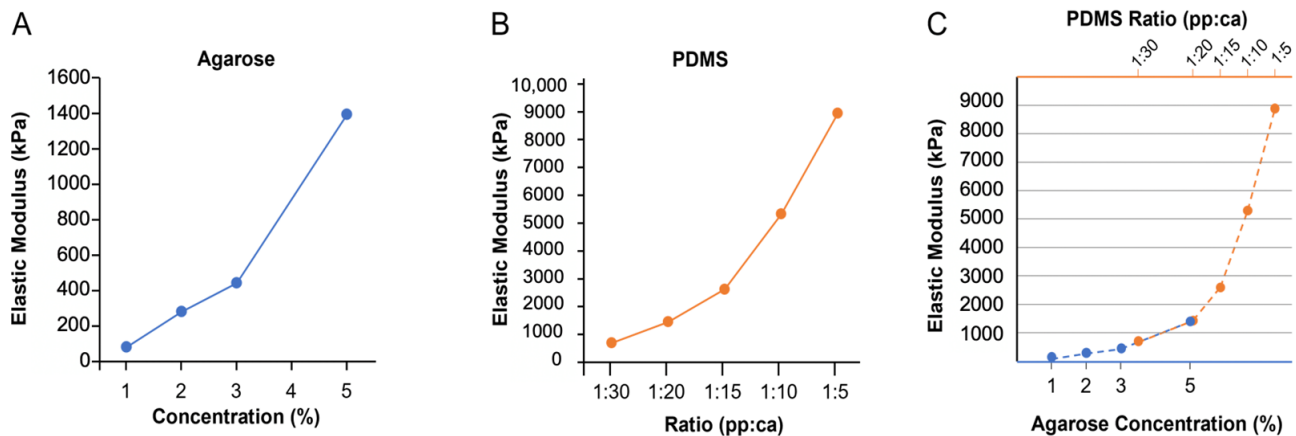 A
Agarose
Elastic Modulus (kPa)
1600
1400
1200
1000
800
600
400
200
0
1 2 3 4 5
Concentration (%)
B
PDMS
Elastic Modulus (kPa)
10,000
9000
8000
7000
6000
5000
4000
3000
2000
1000
0
1:30 1:20 1:15 1:10 1:5
Ratio (pp:ca)
C
PDMS Ratio (pp:ca)
1:30 1:20 1:15 1:10 1:5
Elastic Modulus (kPa)
9000
8000
7000
6000
5000
4000
3000
2000
1000
1 2 3 5
Agarose Concentration (%)